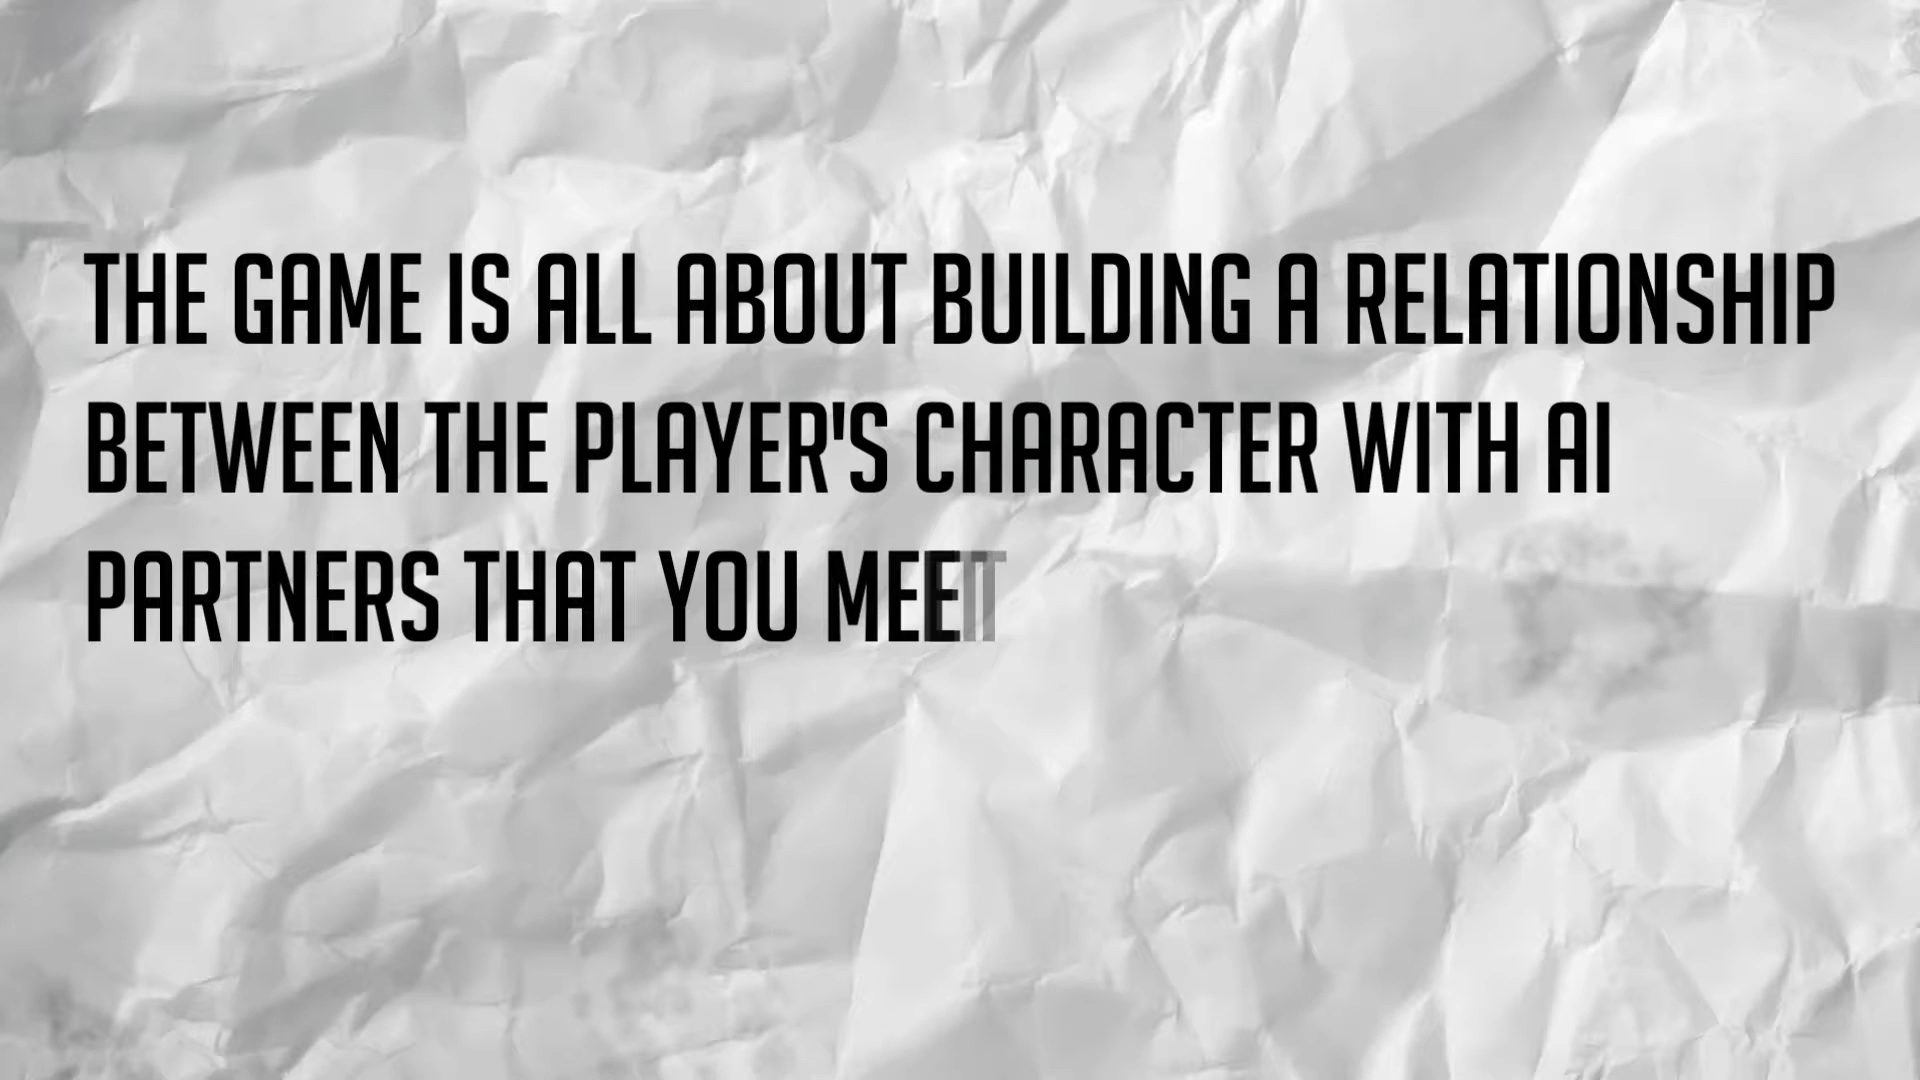 THE GAME IS ALL ABOUT BUILDING A RELATIONSHIP
BETWEEN THE PLAYER'S CHARACTER WITH AI
PARTNERS THAT YOU MEET